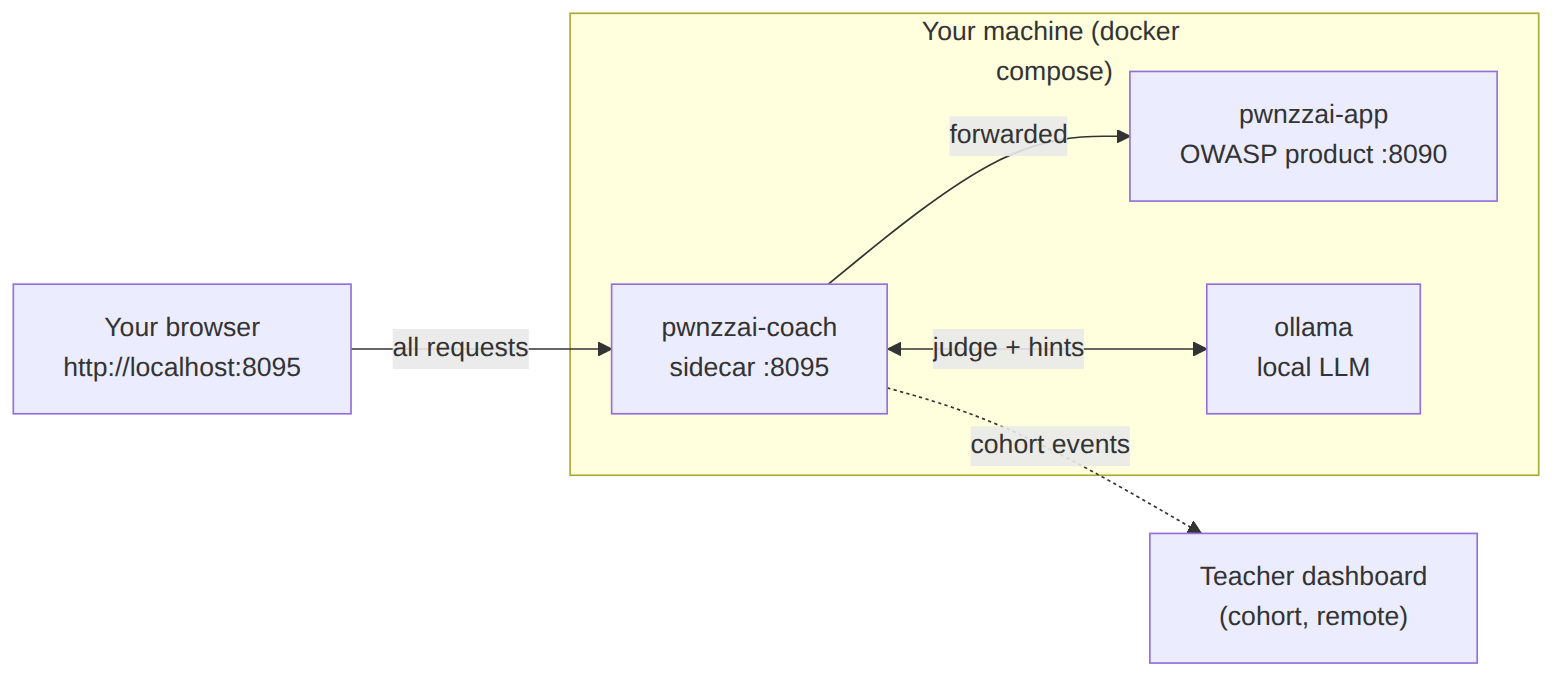 Your machine (docker
compose)
pwnzzai-app
OWASP product :8090
forwarded
Your browser
http://localhost:8095
all requests
pwnzzai-coach
sidecar :8095
judge + hints
ollama
local LLM
cohort events
Teacher dashboard
(cohort, remote)